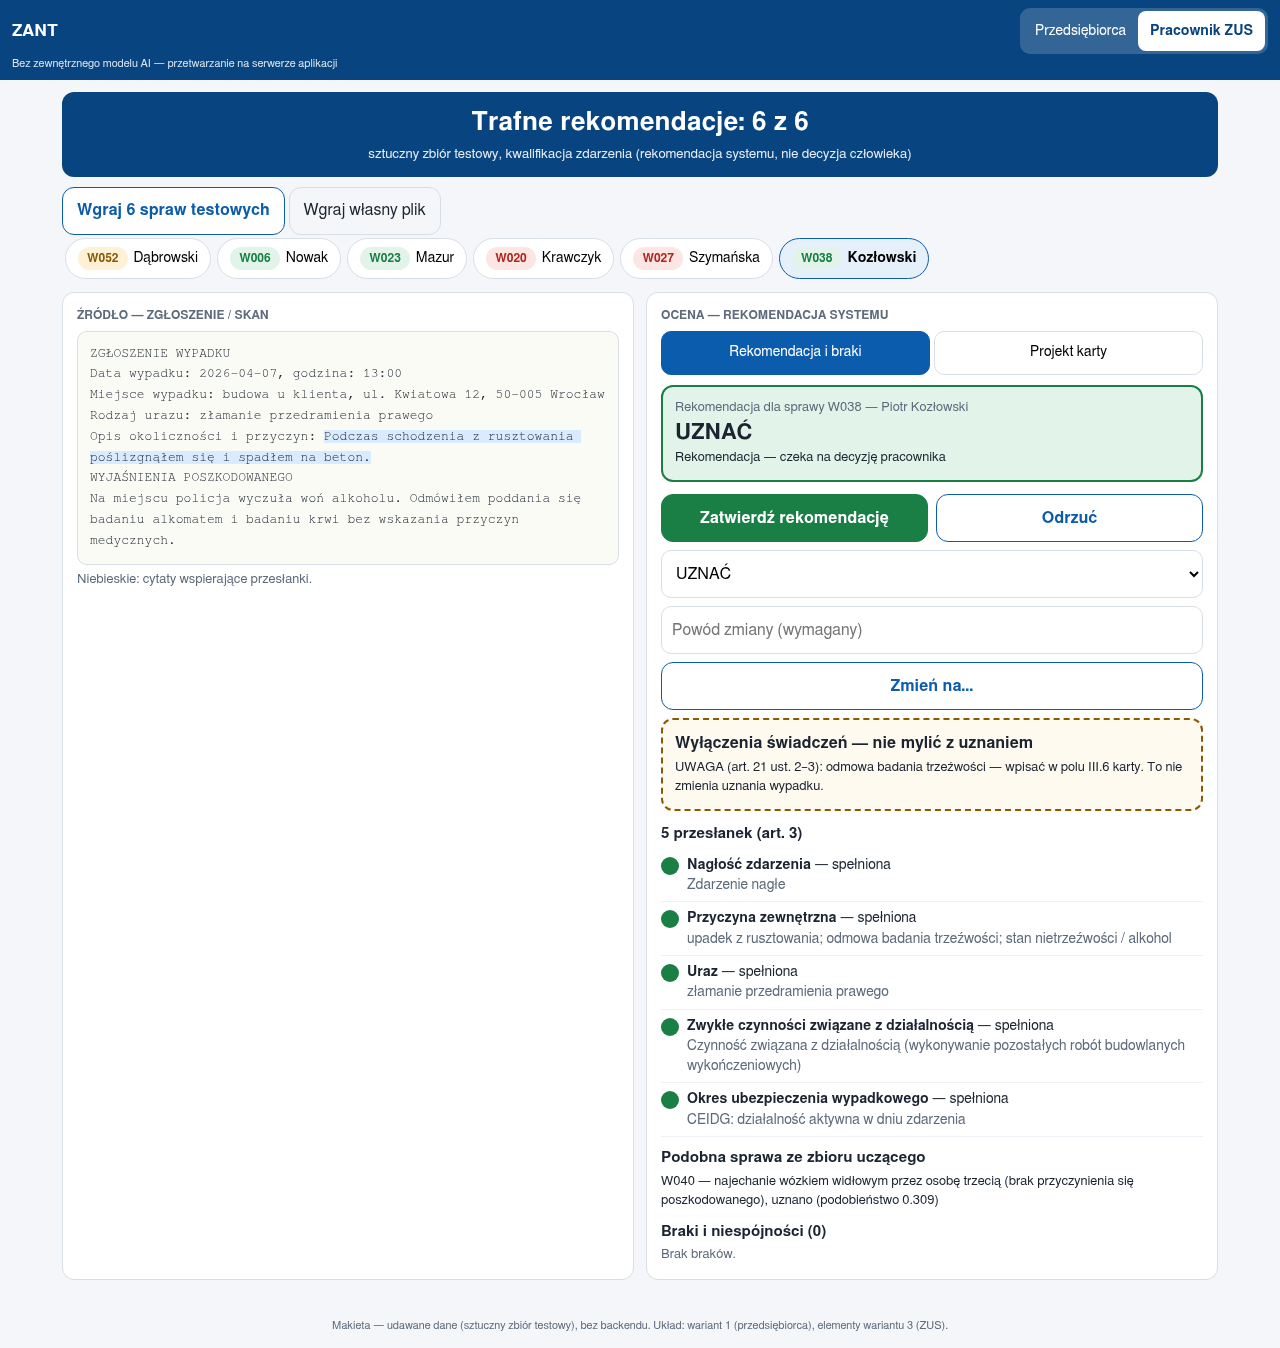 ZANT
Przedsiębiorca
Pracownik ZUS
Bez zewnętrznego modelu AI — przetwarzanie na serwerze aplikacji
Trafne rekomendacje: 6 z 6
sztuczny zbiór testowy, kwalifikacja zdarzenia (rekomendacja systemu, nie decyzja człowieka)
Wgraj 6 spraw testowych
Wgraj własny plik
W052 Dąbrowski
W006 Nowak
W023 Mazur
W020 Krawczyk
W027 Szymańska
W038 Kozłowski
ŹRÓDŁO — ZGŁOSZENIE / SKAN
ZGŁOSZENIE WYPADKU
Data wypadku: 2026-04-07, godzina: 13:00
Miejsce wypadku: budowa u klienta, ul. Kwiatowa 12, 50-005 Wrocław
Rodzaj urazu: złamanie przedramienia prawego
Opis okoliczności i przyczyn: Podczas schodzenia z rusztowania
poślizgnąłem się i spadłem na beton.
WYJAŚNIENIA POSZKODOWANEGO
Na miejscu policja wyczuła woń alkoholu. Odmówiłem poddania się
badaniu alkomatem i badaniu krwi bez wskazania przyczyn
medycznych.
Niebieskie: cytaty wspierające przesłanki.
OCENA — REKOMENDACJA SYSTEMU
Rekomendacja i braki
Projekt karty
Rekomendacja dla sprawy W038 — Piotr Kozłowski
UZNAĆ
Rekomendacja — czeka na decyzję pracownika
Zatwierdź rekomendację
Odrzuć
UZNAĆ
Powód zmiany (wymagany)
Zmień na...
Wyłączenia świadczeń — nie mylić z uznaniem
UWAGA (art. 21 ust. 2–3): odmowa badania trzeźwości — wpisać w polu III.6 karty. To nie
zmienia uznania wypadku.
5 przesłanek (art. 3)
Nagłość zdarzenia — spełniona
Zdarzenie nagłe
Przyczyna zewnętrzna — spełniona
upadek z rusztowania; odmowa badania trzeźwości; stan nietrzeźwości / alkohol
Uraz — spełniona
złamanie przedramienia prawego
Zwykłe czynności związane z działalnością — spełniona
Czynność związana z działalnością (wykonywanie pozostałych robót budowlanych
wykończeniowych)
Okres ubezpieczenia wypadkowego — spełniona
CEIDG: działalność aktywna w dniu zdarzenia
Podobna sprawa ze zbioru uczącego
W040 — najechanie wózkiem widłowym przez osobę trzecią (brak przyczynienia się
poszkodowanego), uznano (podobieństwo 0.309)
Braki i niespójności (0)
Brak braków.
Makieta — udawane dane (sztuczny zbiór testowy), bez backendu. Układ: wariant 1 (przedsiębiorca), elementy wariantu 3 (ZUS).